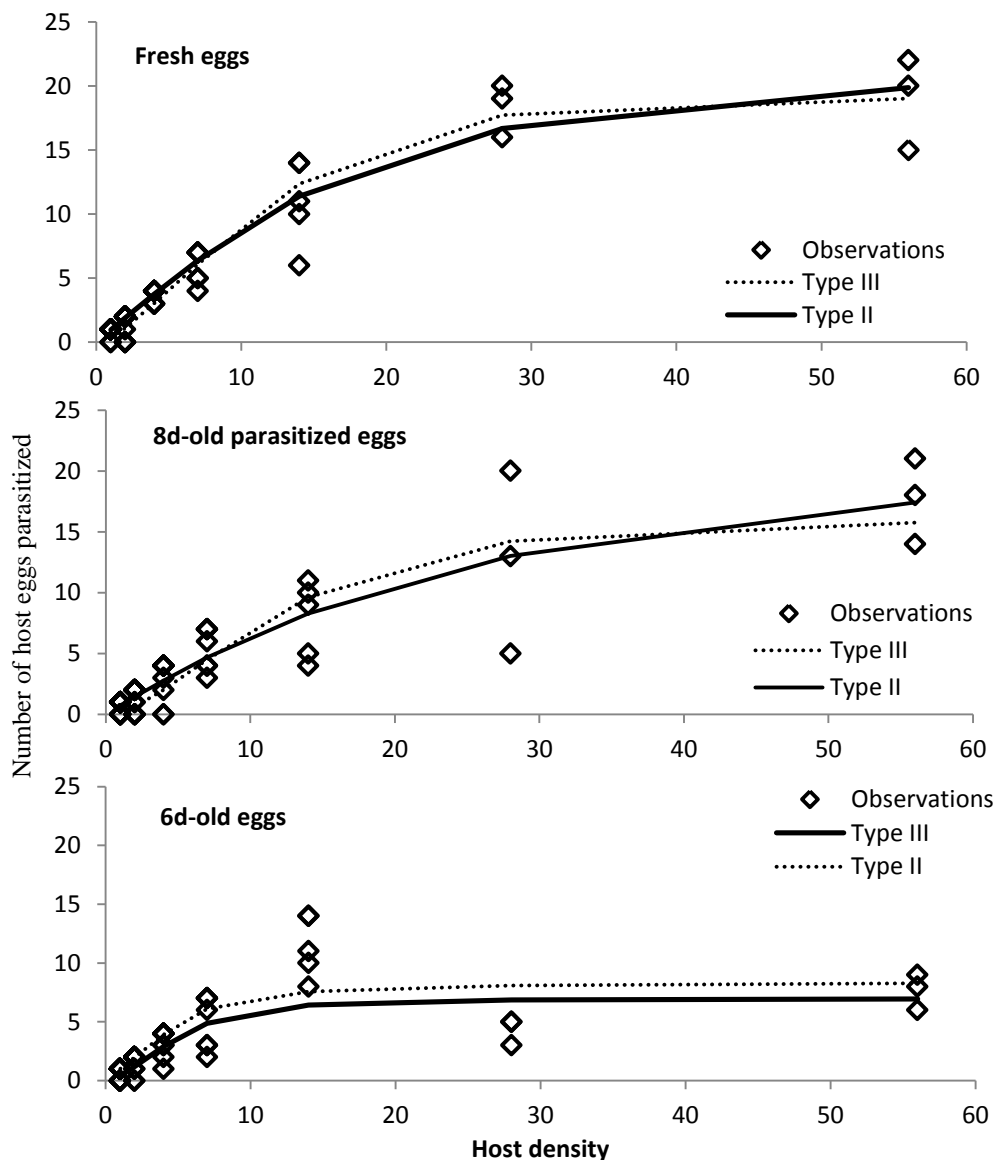 25
20
15
10
5
0
Fresh eggs
Observations
Type III
Type II
0 10 20 30 40 50 60
Number of host eggs parasitized
25
20
15
10
5
0
8d-old parasitized eggs
Observations
Type III
Type II
0 10 20 30 40 50 60
25
20
15
10
5
0
6d-old eggs
Observations
Type III
Type II
0 10 20 30 40 50 60
Host density